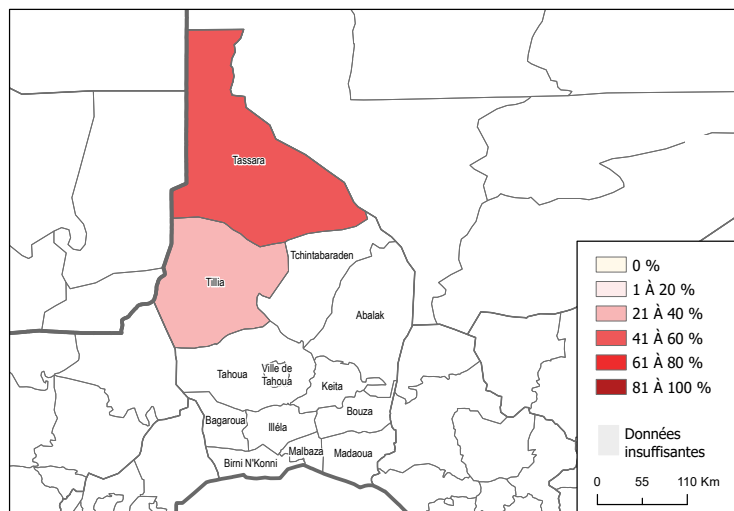 Tassara
Tchintabaraden
Tillia
Abalak
Ville de
Tahoua
Tahoua
Keita
Bouza
Bagaroua
Illéla
Malbaza
Madaoua
Birni N'Konni
0 %
1 À 20 %
21 À 40 %
41 À 60 %
61 À 80 %
81 À 100 %
Données
insuffisantes
0 55 110 Km